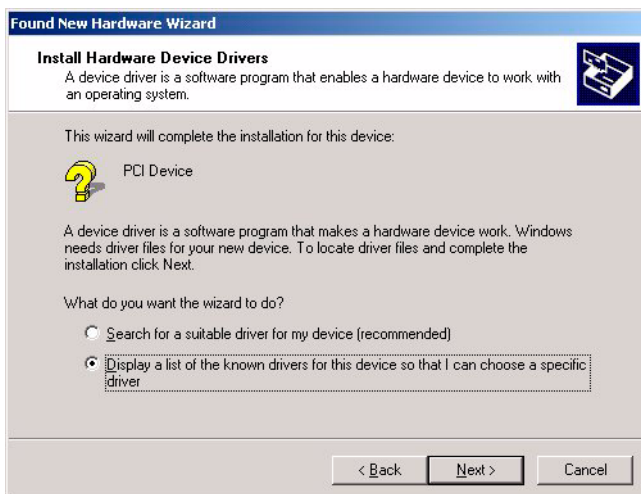 Found New Hardware Wizard
Install Hardware Device Drivers
A device driver is a software program that enables a hardware device to work with
an operating system.
This wizard will complete the installation for this device:
PCI Device
A device driver is a software program that makes a hardware device work. Windows
needs driver files for your new device. To locate driver files and complete the
installation click Next.
What do you want the wizard to do?
Search for a suitable driver for my device (recommended)
Display a list of the known drivers for this device so that I can choose a specific
driver
< Back
Next >
Cancel